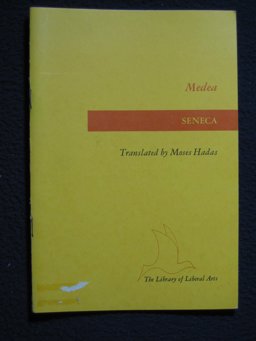 Medea
SENECA
Translated by Moses Hadas
The Library of Liberal Arts